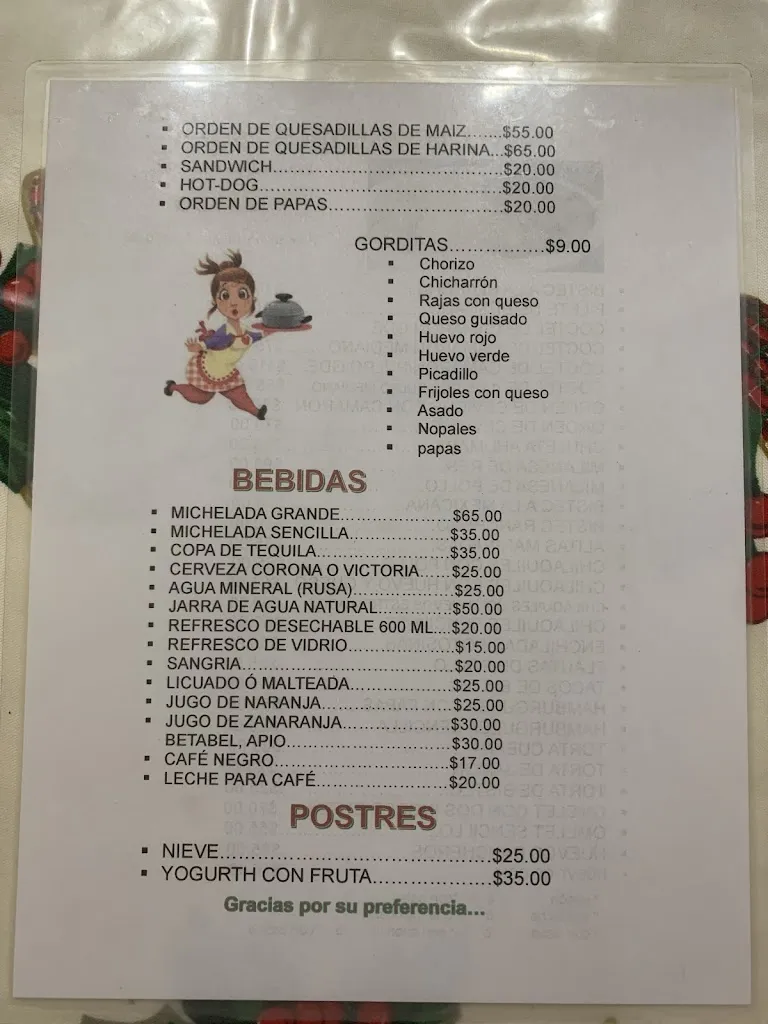 ▪ ORDEN DE QUESADILLAS DE MAIZ.......$55.00
▪ ORDEN DE QUESADILLAS DE HARINA...$65.00
▪ SANDWICH.............................................$20.00
▪ HOT-DOG................................................$20.00
▪ ORDEN DE PAPAS..................................$20.00
GORDITAS.................$9.00
▪ Chorizo
▪ Chicharrón
▪ Rajas con queso
▪ Queso guisado
▪ Huevo rojo
▪ Huevo verde
▪ Picadillo
▪ Frijoles con queso
▪ Asado
▪ Nopales
▪ papas
BEBIDAS
▪ MICHELADA GRANDE......................$65.00
▪ MICHELADA SENCILLA....................$35.00
▪ COPA DE TEQUILA...........................$35.00
▪ CERVEZA CORONA O VICTORIA......$25.00
▪ AGUA MINERAL (RUSA)....................$25.00
▪ JARRA DE AGUA NATURAL...............$50.00
▪ REFRESCO DESECHABLE 600 ML....$20.00
▪ REFRESCO DE VIDRIO.....................$15.00
▪ SANGRIA..........................................$20.00
▪ LICUADO Ó MALTEADA....................$25.00
▪ JUGO DE NARANJA.........................$25.00
▪ JUGO DE ZANARANJA......................$30.00
BETABEL, APIO................................$30.00
▪ CAFÉ NEGRO...................................$17.00
▪ LECHE PARA CAFÉ..........................$20.00
POSTRES
▪ NIEVE...............................................$25.00
▪ YOGURTH CON FRUTA.....................$35.00
Gracias por su preferencia...